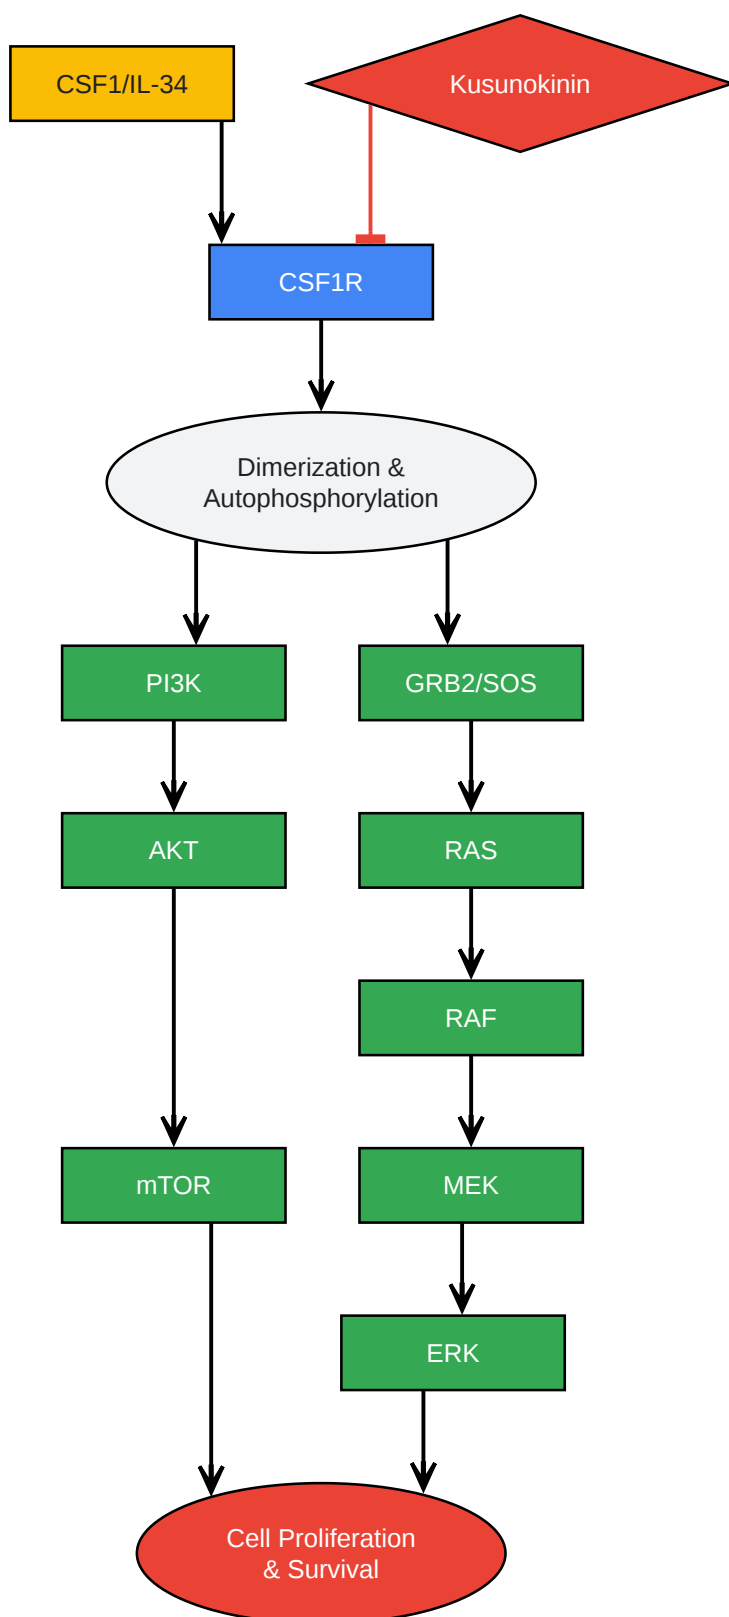 CSF1/IL-34
Kusunokinin
CSF1R
Dimerization &
Autophosphorylation
PI3K
GRB2/SOS
AKT
RAS
RAF
mTOR
MEK
ERK
Cell Proliferation
& Survival